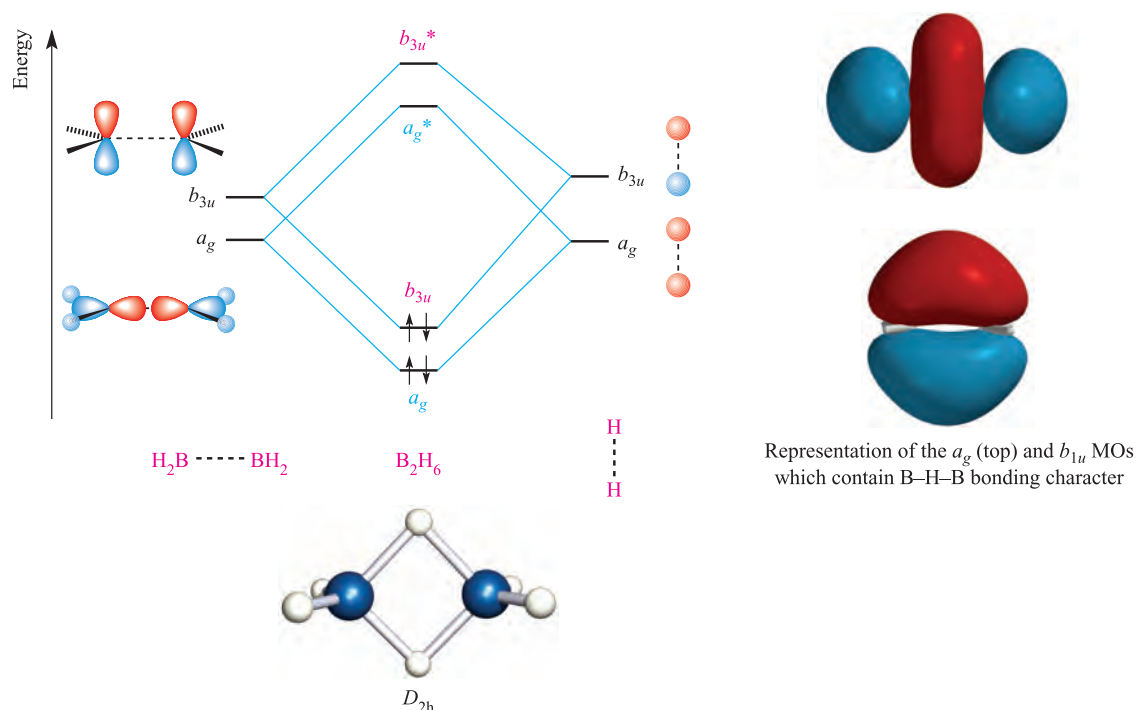 Energy
b3u*
ag*
b3u
ag
b3u
ag
b3u
ag
H2B BH2
B2H6
H
H
Representation of the ag (top) and b1u MOs
which contain B–H–B bonding character
D2h